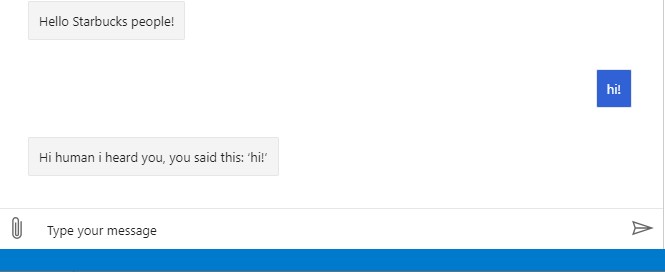 Hello Starbucks people!
hi!
Hi human i heard you, you said this: 'hi!'
Type your message